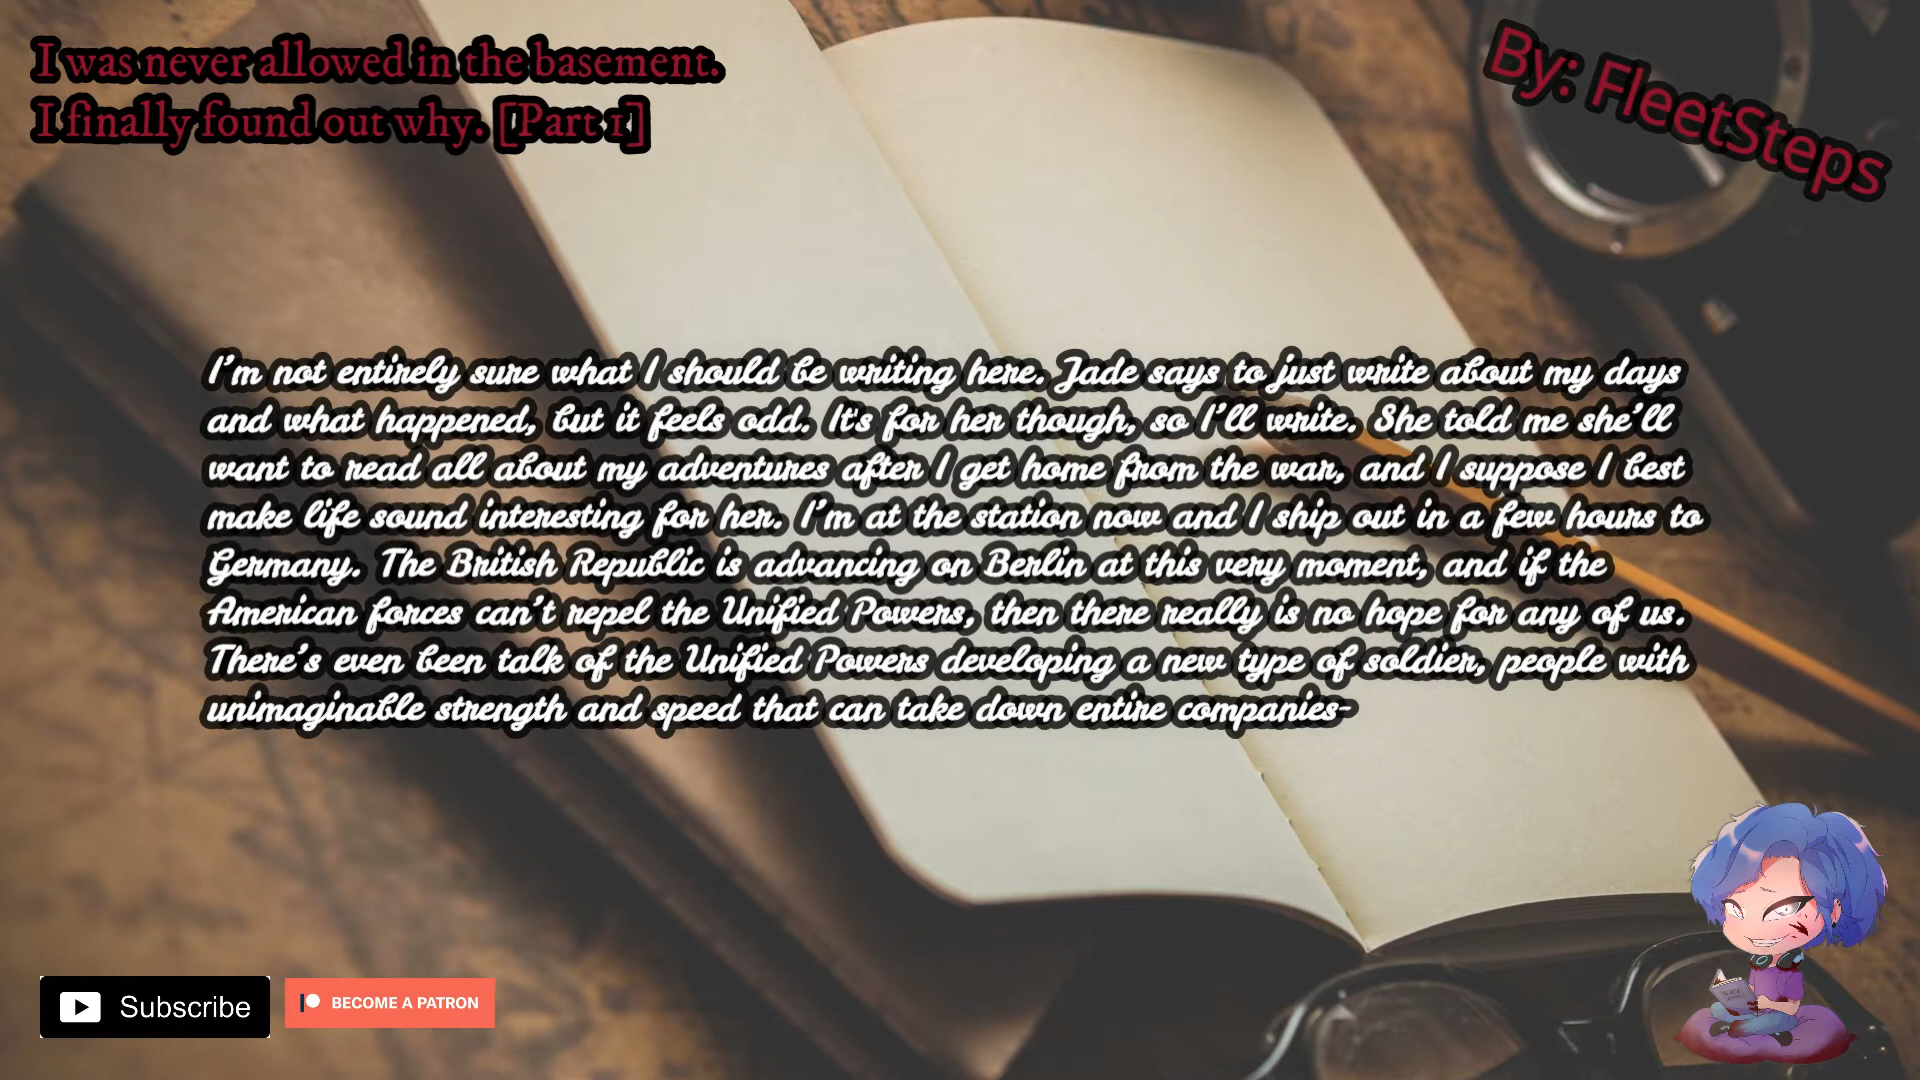 I was never allowed in the basement.
I finally found out why. [Part 1]
By: FleetSteps
I'm not entirely sure what I should be writing here. Jade says to just write about my days
and what happened, but it feels odd. It's for her though, so I'll write. She told me she'll
want to read all about my adventures after I get home from the war, and I suppose I best
make life sound interesting for her. I'm at the station now and I ship out in a few hours to
Germany. The British Republic is advancing on Berlin at this very moment, and if the
American forces can't repel the Unified Powers, then there really is no hope for any of us.
There's even been talk of the Unified Powers developing a new type of soldier, people with
unimaginable strength and speed that can take down entire companies-
Subscribe
BECOME A PATRON